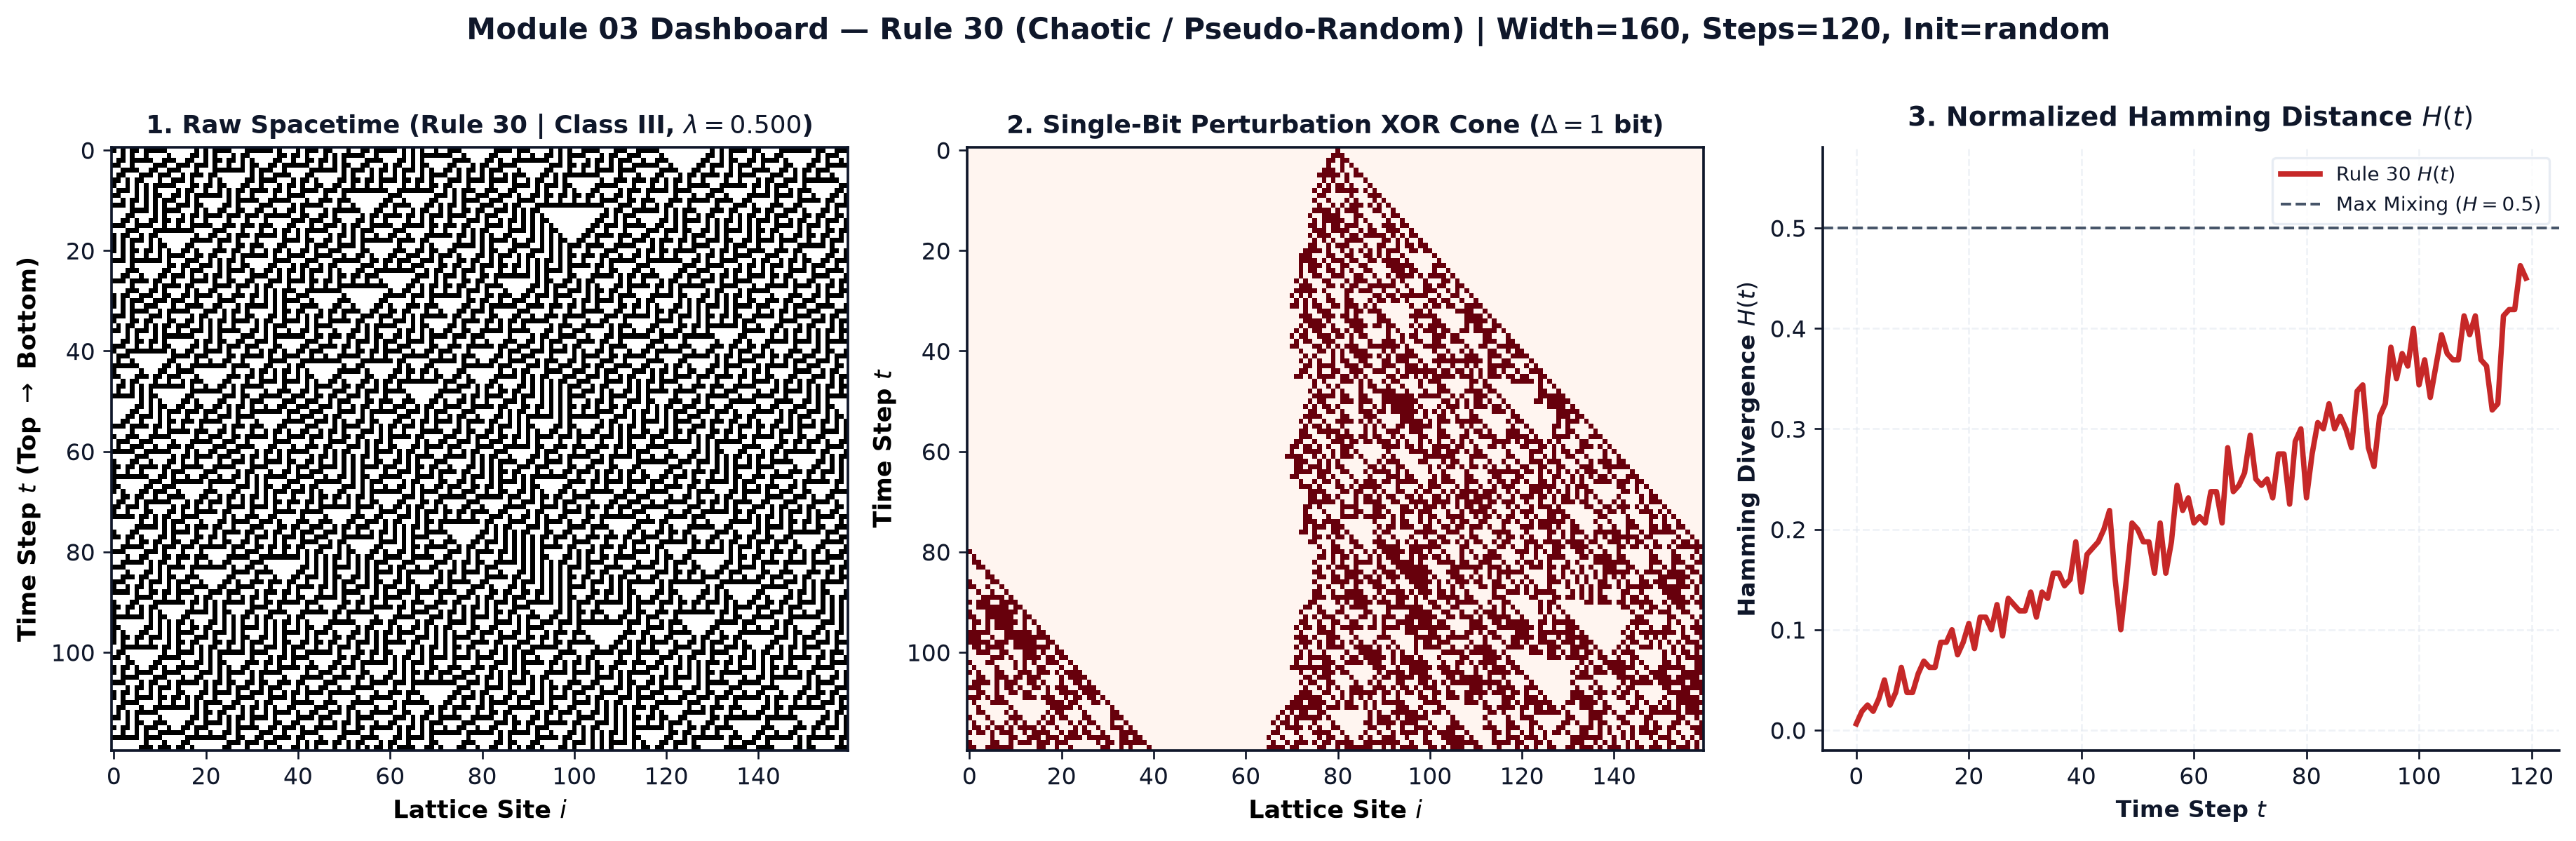 Module 03 Dashboard — Rule 30 (Chaotic / Pseudo-Random) | Width=160, Steps=120, Init=random
1. Raw Spacetime (Rule 30 | Class III, λ = 0.500)
Time Step t (Top → Bottom)
0
20
40
60
80
100
0 20 40 60 80 100 120 140
Lattice Site i
2. Single-Bit Perturbation XOR Cone (Δ = 1 bit)
Time Step t
0
20
40
60
80
100
0 20 40 60 80 100 120 140
Lattice Site i
3. Normalized Hamming Distance H(t)
Rule 30 H(t)
Max Mixing (H = 0.5)
Hamming Divergence H(t)
0.5
0.4
0.3
0.2
0.1
0.0
0 20 40 60 80 100 120
Time Step t